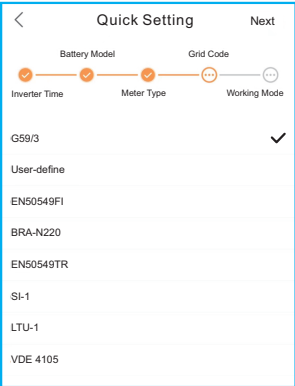 Quick Setting Next
Battery Model Grid Code
Inverter Time Meter Type Working Mode
G59/3
User-define
EN50549FI
BRA-N220
EN50549TR
SI-1
LTU-1
VDE 4105